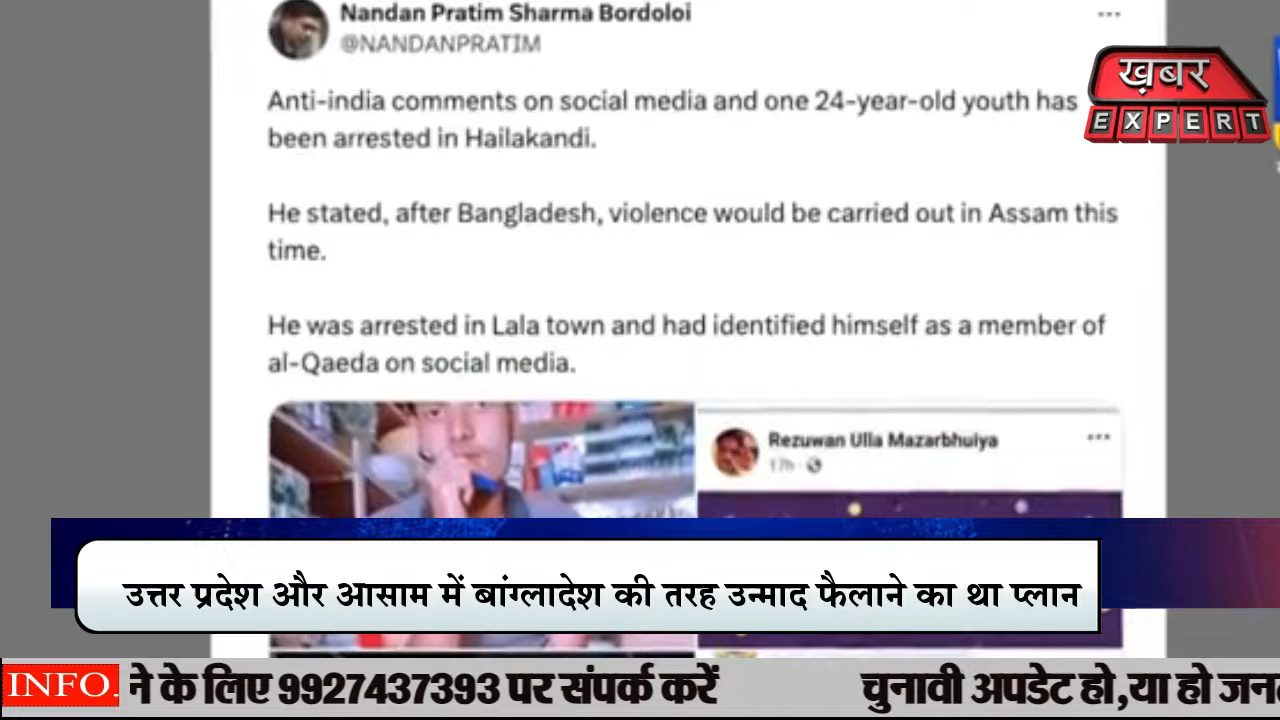 Nandan Pratim Sharma Bordoloi
@NANDANPRATIM
ख़बर
EXPERT
Anti-india comments on social media and one 24-year-old youth has
been arrested in Hailakandi.
He stated, after Bangladesh, violence would be carried out in Assam this
time.
He was arrested in Lala town and had identified himself as a member of
al-Qaeda on social media.
Rezuwan Ulla Mazarbhuiya
17h
उत्तर प्रदेश और आसाम में बांग्लादेश की तरह उन्माद फैलाने का था प्लान
INFO. ने के लिए 9927437393 पर संपर्क करें चुनावी अपडेट हो,या हो